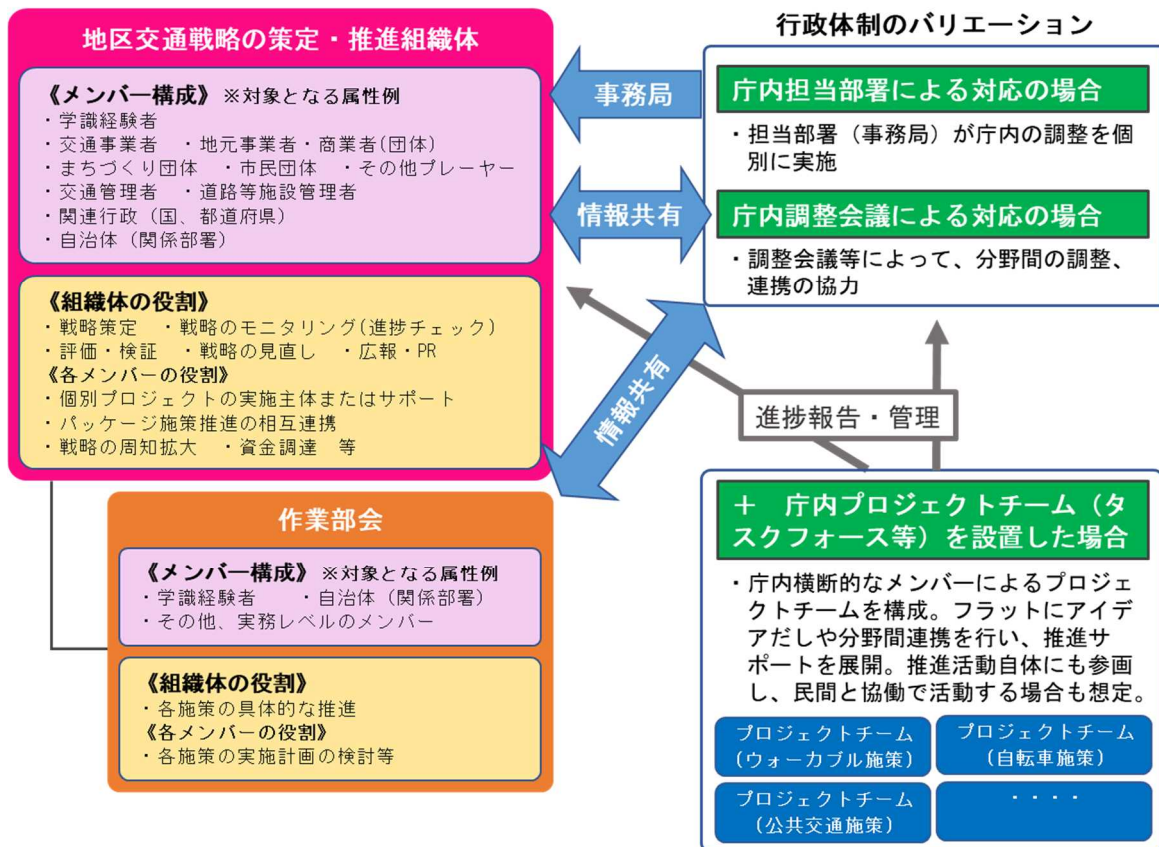 地区交通戦略の策定・推進組織体
《メンバー構成》 ※対象となる属性例
・学識経験者
・交通事業者 ・地元事業者・商業者(団体)
・まちづくり団体 ・市民団体 ・その他プレーヤー
・交通管理者 ・道路等施設管理者
・関連行政（国、都道府県）
・自治体（関係部署）
《組織体の役割》
・戦略策定 ・戦略のモニタリング(進捗チェック)
・評価・検証 ・戦略の見直し ・広報・PR
《各メンバーの役割》
・個別プロジェクトの実施主体またはサポート
・パッケージ施策推進の相互連携
・戦略の周知拡大 ・資金調達 等
作業部会
《メンバー構成》 ※対象となる属性例
・学識経験者 ・自治体（関係部署）
・その他、実務レベルのメンバー
《組織体の役割》
・各施策の具体的な推進
《各メンバーの役割》
・各施策の実施計画の検討等
事務局
情報共有
情報共有
進捗報告・管理
行政体制のバリエーション
庁内担当部署による対応の場合
・担当部署（事務局）が庁内の調整を個
別に実施
庁内調整会議による対応の場合
・調整会議等によって、分野間の調整、
連携の協力
＋ 庁内プロジェクトチーム（タ
スクフォース等）を設置した場合
・庁内横断的なメンバーによるプロジェ
クトチームを構成。フラットにアイデ
アだしや分野間連携を行い、推進サ
ポートを展開。推進活動自体にも参画
し、民間と協働で活動する場合も想定。
プロジェクトチーム
（ウォーカブル施策）
プロジェクトチーム
（自転車施策）
プロジェクトチーム
（公共交通施策）
・・・・